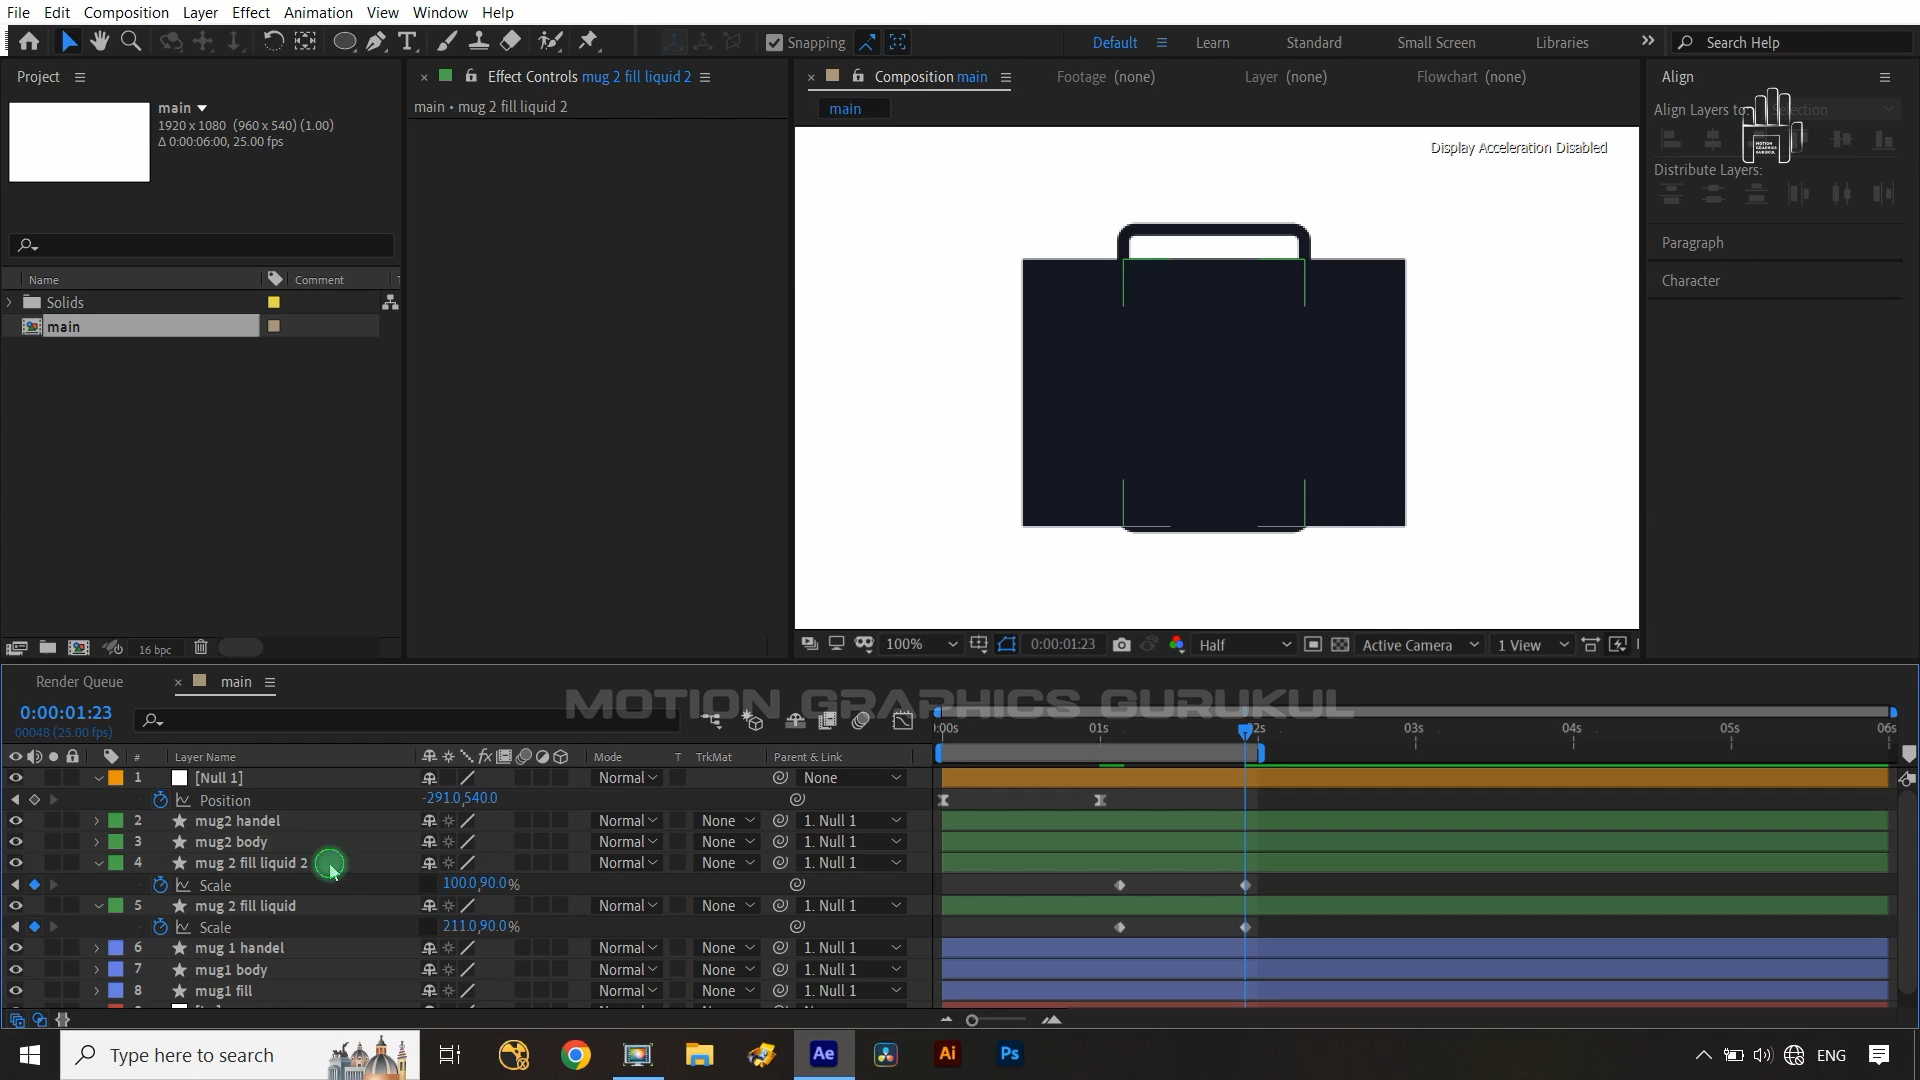 File Edit Composition Layer Effect Animation View Window Help
Snapping
Default
Learn
Standard
Small Screen
Libraries
Search Help
Project
Effect Controls mug 2 fill liquid 2
Composition main
Footage (none)
Layer (none)
Flowchart (none)
Align
main
1920 x 1080 (960 x 540) (1.00)
Δ 0:00:06:00, 25.00 fps
main • mug 2 fill liquid 2
main
Align Layers to: Selection
MOTION
GRAPHICS
GURUKUL
Display Acceleration Disabled
Distribute Layers:
Paragraph
Character
Name
Comment
Solids
main
16 bpc
100%
0:00:01:23
Half
Active Camera
1 View
Render Queue
main
MOTION GRAPHICS GURUKUL
0:00:01:23
00048 (25.00 fps)
:00s 01s 02s 03s 04s 05s 06s
# Layer Name
Mode T TrkMat Parent & Link
1 [Null 1] Normal None
Position -291.0,540.0
2 mug2 handel Normal None 1. Null 1
3 mug2 body Normal None 1. Null 1
4 mug 2 fill liquid 2 Normal None 1. Null 1
Scale 100.0,90.0%
5 mug 2 fill liquid Normal None 1. Null 1
Scale 211.0,90.0%
6 mug 1 handel Normal None 1. Null 1
7 mug1 body Normal None 1. Null 1
8 mug1 fill Normal None 1. Null 1
Type here to search
Ae
Ai
Ps
ENG